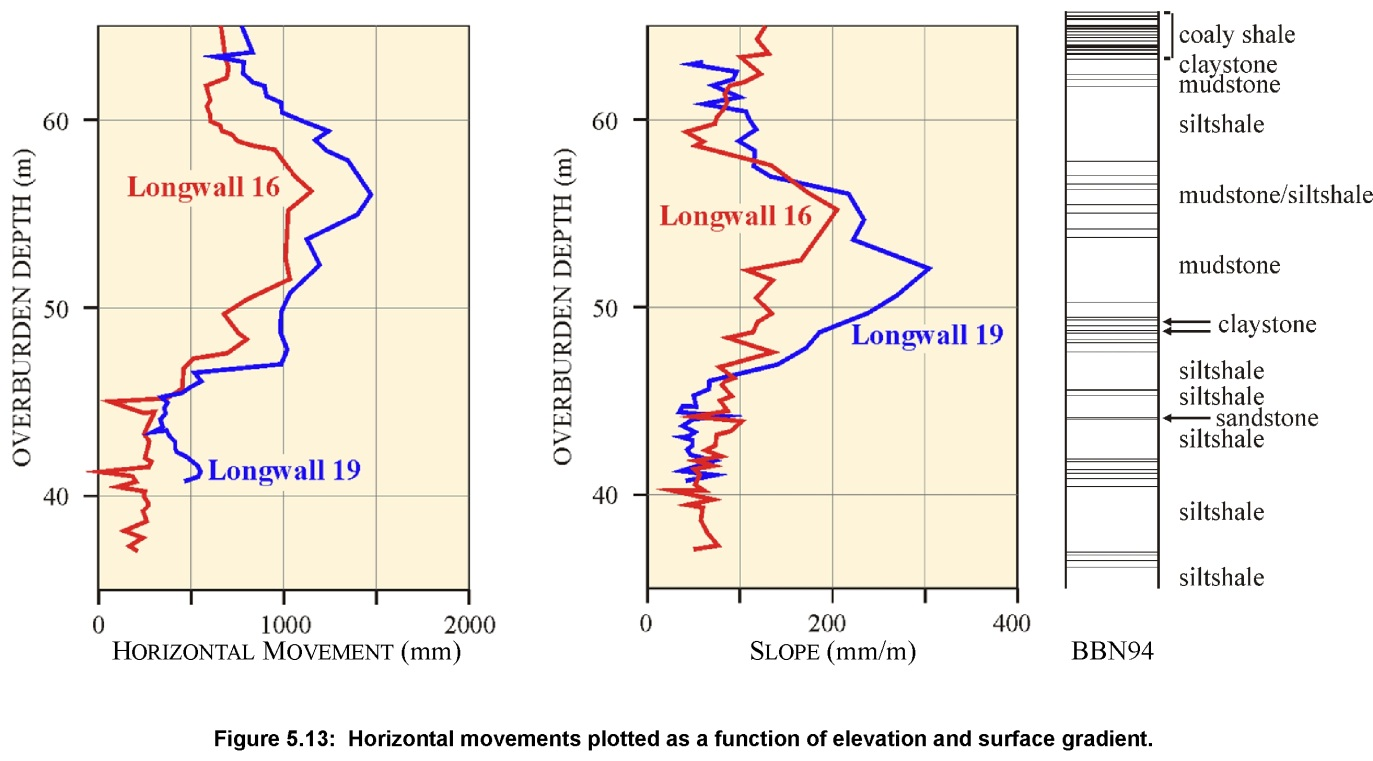 OVERBURDEN DEPTH (m)
60
50
40
Longwall 16
Longwall 19
0
1000
2000
HORIZONTAL MOVEMENT (mm)
OVERBURDEN DEPTH (m)
60
50
40
Longwall 16
Longwall 19
0
200
400
SLOPE (mm/m)
coaly shale
claystone
mudstone
siltshale
mudstone/siltshale
mudstone
claystone
siltshale
siltshale
sandstone
siltshale
siltshale
siltshale
BBN94
Figure 5.13: Horizontal movements plotted as a function of elevation and surface gradient.